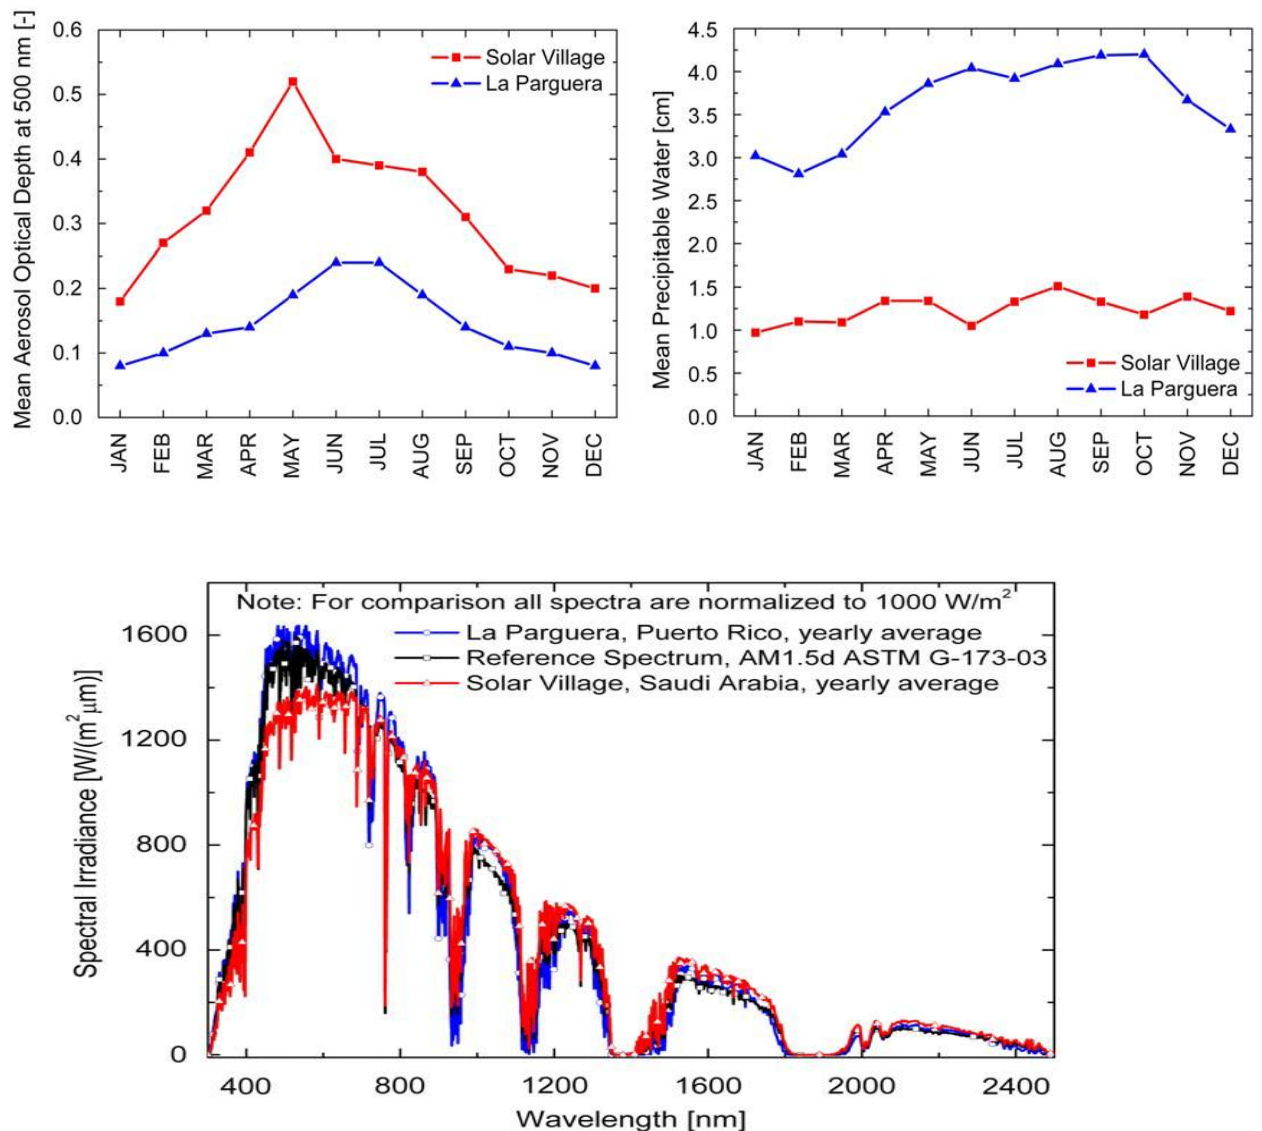 Mean Aerosol Optical Depth at 500 nm [-]
0.6
0.5
0.4
0.3
0.2
0.1
0.0
Solar Village
La Parguera
JAN
FEB
MAR
APR
MAY
JUN
JUL
AUG
SEP
OCT
NOV
DEC
Mean Precipitable Water [cm]
4.5
4.0
3.5
3.0
2.5
2.0
1.5
1.0
0.5
0.0
Solar Village
La Parguera
JAN
FEB
MAR
APR
MAY
JUN
JUL
AUG
SEP
OCT
NOV
DEC
Note: For comparison all spectra are normalized to 1000 W/m²
La Parguera, Puerto Rico, yearly average
Reference Spectrum, AM1.5d ASTM G-173-03
Solar Village, Saudi Arabia, yearly average
Spectral Irradiance [W/(m²μm)]
1600
1200
800
400
0
400 800 1200 1600 2000 2400
Wavelength [nm]